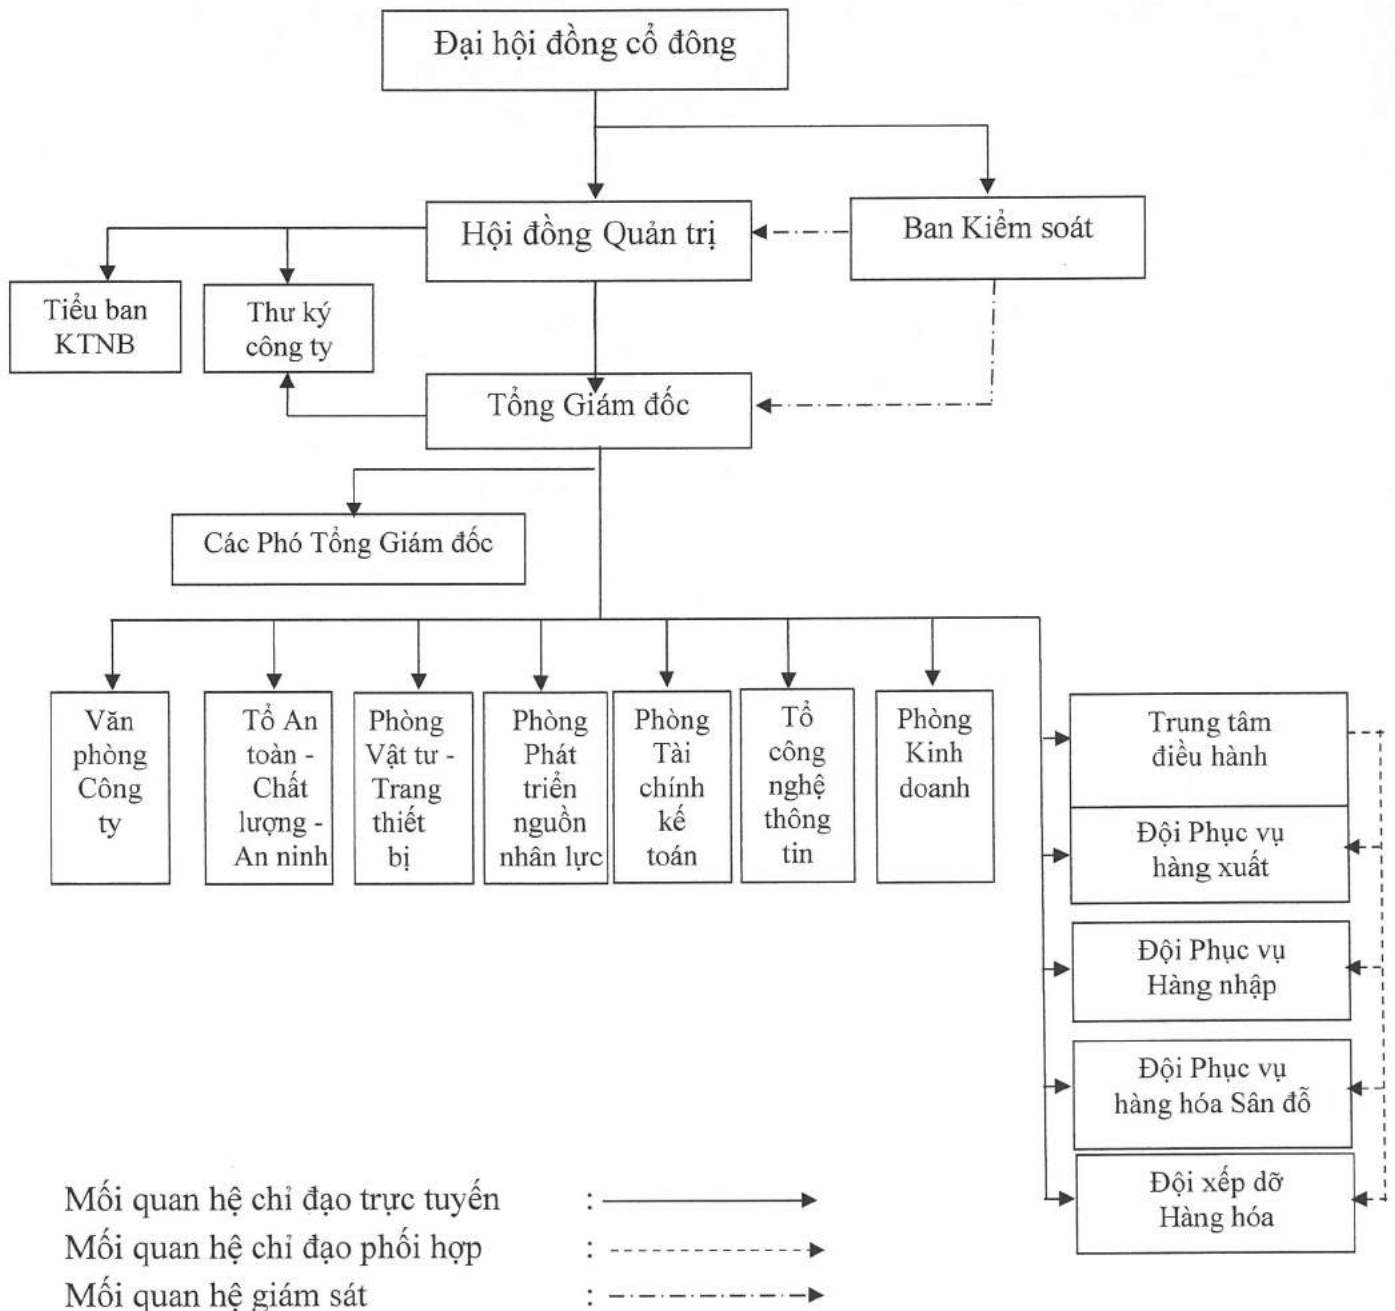 Đại hội đồng cổ đông
Hội đồng Quản trị
Ban Kiểm soát
Tiểu ban
KTNB
Thư ký
công ty
Tổng Giám đốc
Các Phó Tổng Giám đốc
Văn
phòng
Công
ty
Tổ An
toàn -
Chất
lượng -
An ninh
Phòng
Vật tư -
Trang
thiết
bị
Phòng
Phát
triển
nguồn
nhân lực
Phòng
Tài
chính
kế
toán
Tổ
công
nghệ
thông
tin
Phòng
Kinh
doanh
Trung tâm
điều hành
Đội Phục vụ
hàng xuất
Đội Phục vụ
Hàng nhập
Đội Phục vụ
hàng hóa Sân đỗ
Đội xếp dỡ
Hàng hóa
Mối quan hệ chỉ đạo trực tuyến :
Mối quan hệ chỉ đạo phối hợp :
Mối quan hệ giám sát :